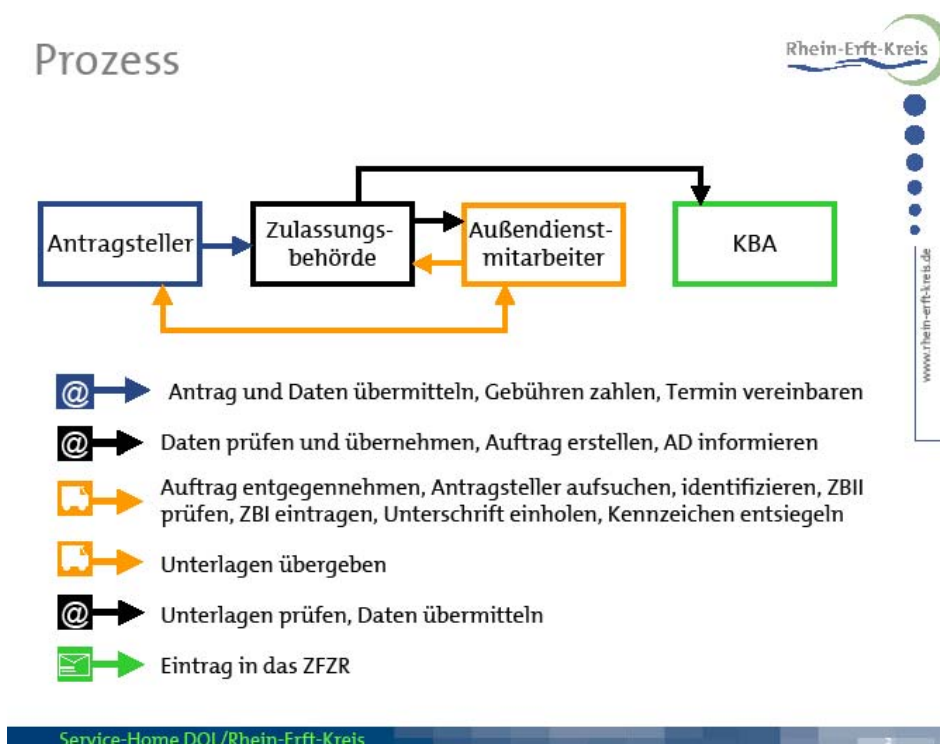 Prozess
Rhein-Erft-Kreis
Antragsteller
Zulassungs-
behörde
Außendienst-
mitarbeiter
KBA
www.rhein-erft-kreis.de
@ Antrag und Daten übermitteln, Gebühren zahlen, Termin vereinbaren
@ Daten prüfen und übernehmen, Auftrag erstellen, AD informieren
Auftrag entgegennehmen, Antragsteller aufsuchen, identifizieren, ZBII
prüfen, ZBI eintragen, Unterschrift einholen, Kennzeichen entsiegeln
Unterlagen übergeben
@ Unterlagen prüfen, Daten übermitteln
Eintrag in das ZFZR
Service-Home DOI/Rhein-Erft-Kreis